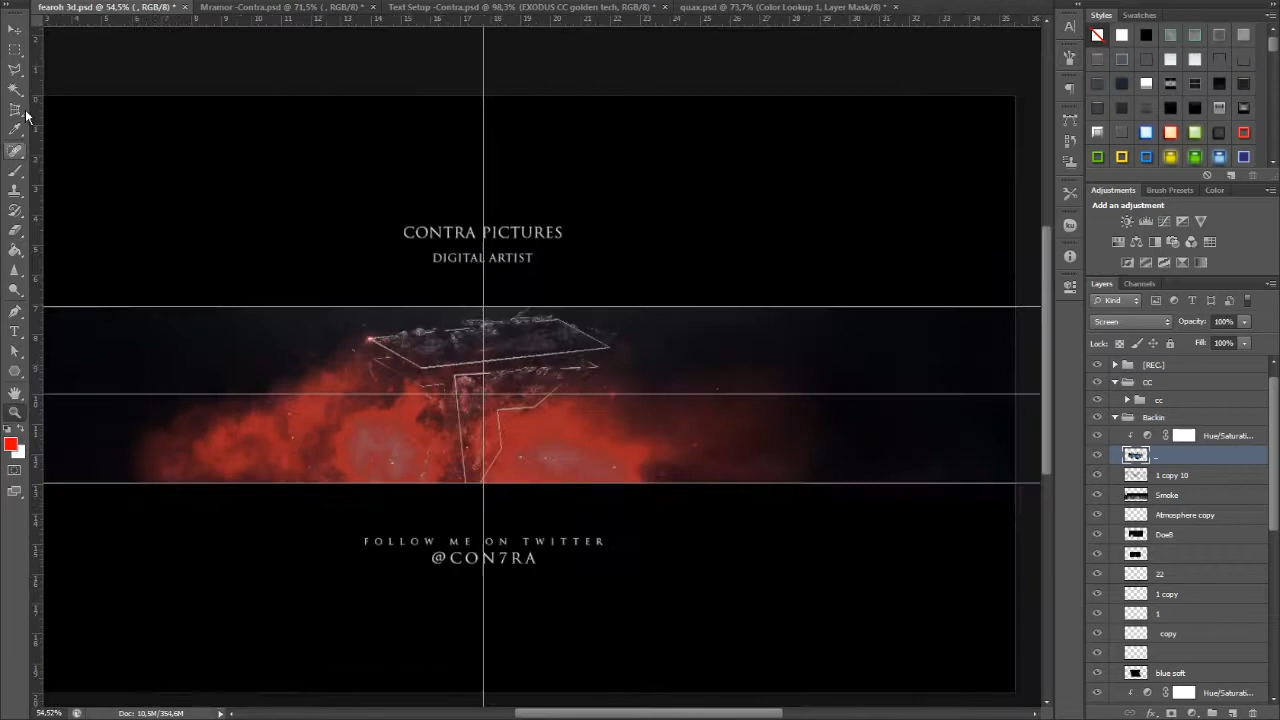 fearoh 3d.psd @ 54,5% (, RGB/8) * ×
Mramor -Contra.psd @ 71,5% (, RGB/8) * ×
Text Setup -Contra.psd @ 98,3% (EXODUS CC golden tech, RGB/8) * ×
quax.psd @ 73,7% (Color Lookup 1, Layer Mask/8) * ×
CONTRA PICTURES
DIGITAL ARTIST
FOLLOW ME ON TWITTER
@CON7RA
Styles Swatches
Adjustments Brush Presets Color
Add an adjustment
Layers Channels
Kind
Screen Opacity: 100%
Lock: Fill: 100%
[REC.]
CC
cc
Backin
Hue/Saturati...
_
1 copy 10
Smoke
Atmosphere copy
DoeB
22
1 copy
1
copy
blue soft
Hue/Saturati...
54,52% Doc: 10,5M/354,6M